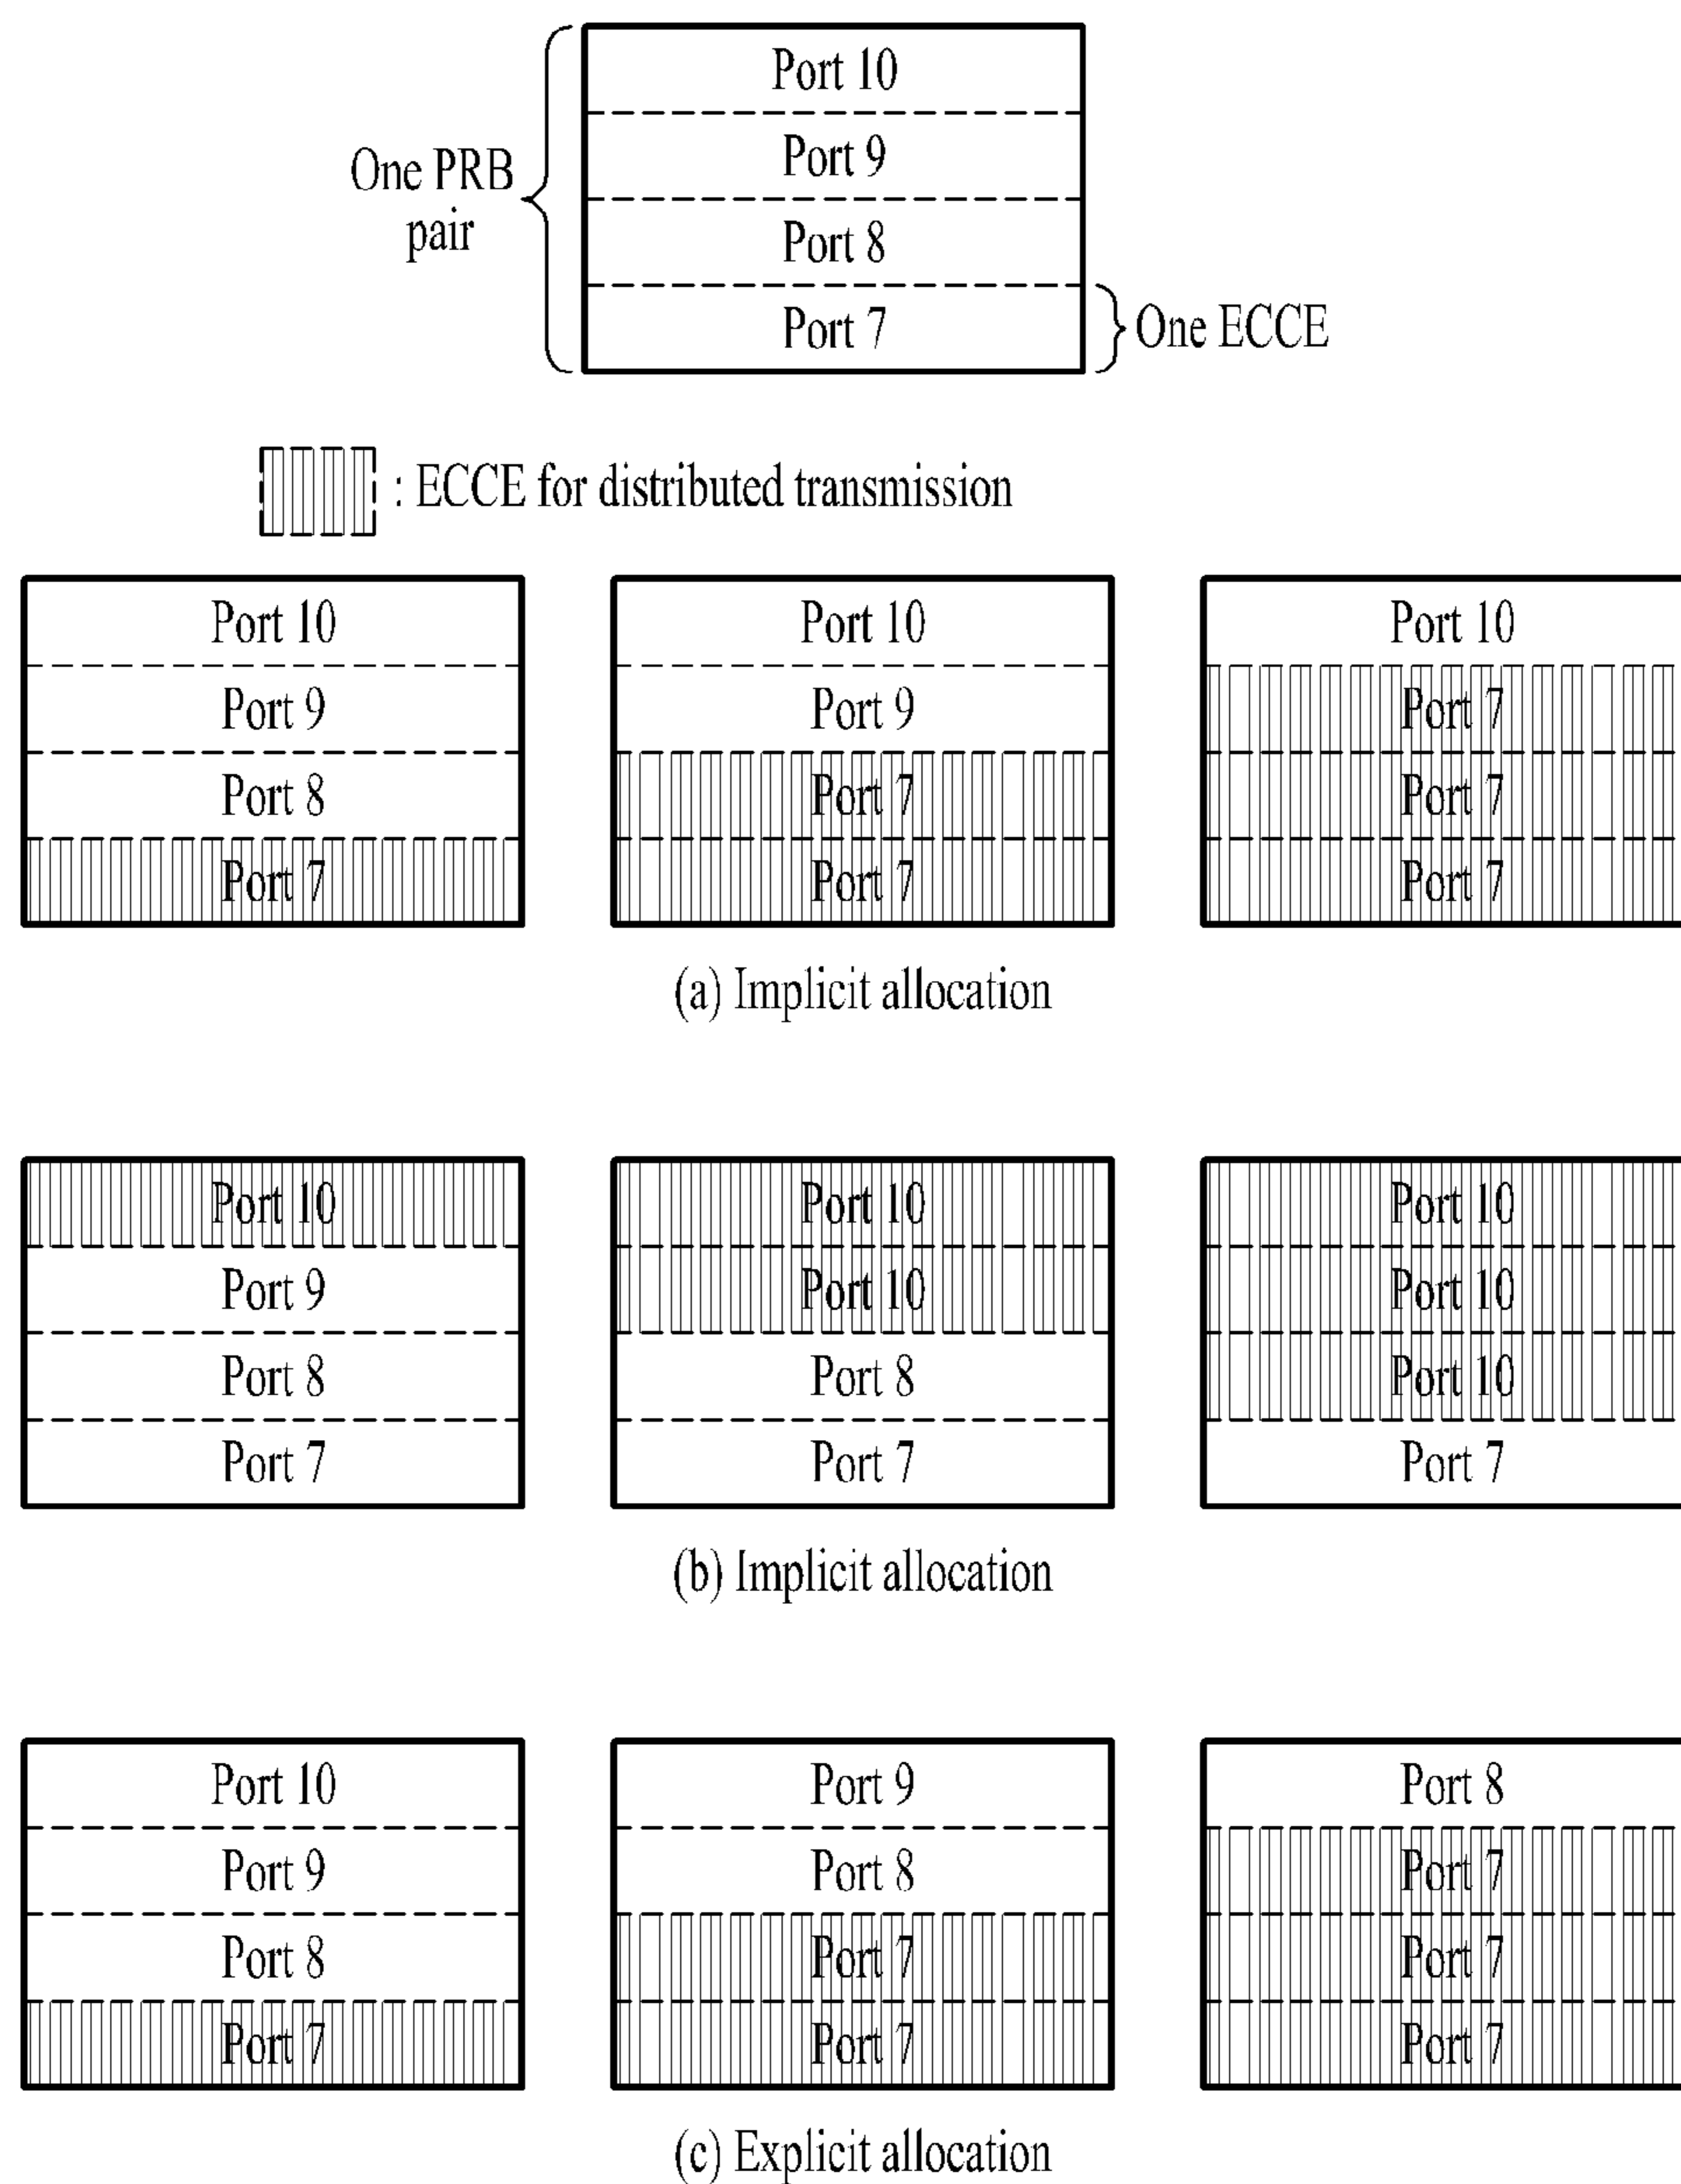 Port 10
Port 9
One PRB
pair
Port 8
Port 7
One ECCE
: ECCE for distributed transmission
Port 10 Port 10 Port 10
Port 9 Port 9 Port 7
Port 8 Port 7 Port 7
Port 7 Port 7 Port 7
(a) Implicit allocation
Port 10 Port 10 Port 10
Port 9 Port 10 Port 10
Port 8 Port 8 Port 10
Port 7 Port 7 Port 7
(b) Implicit allocation
Port 10 Port 9 Port 8
Port 9 Port 8 Port 7
Port 8 Port 7 Port 7
Port 7 Port 7 Port 7
(c) Explicit allocation